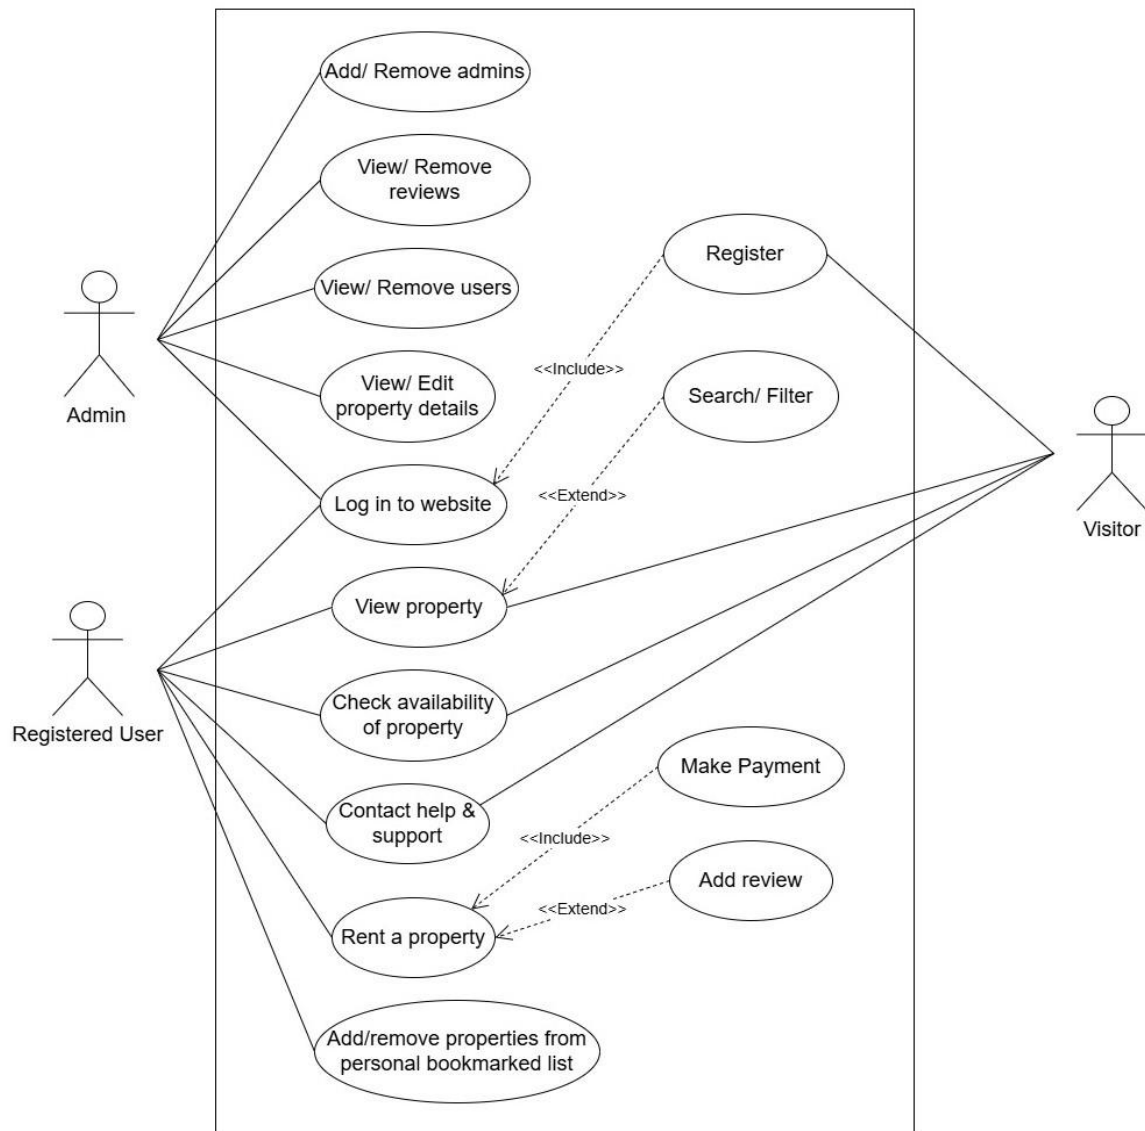 Add/ Remove admins
View/ Remove
reviews
Register
View/ Remove users
<<Include>>
View/ Edit
property details
Search/ Filter
Admin
<<Extend>>
Log in to website
Visitor
View property
Check availability
of property
Registered User
Make Payment
Contact help &
support
<<Include>>
Add review
<<Extend>>
Rent a property
Add/remove properties from
personal bookmarked list